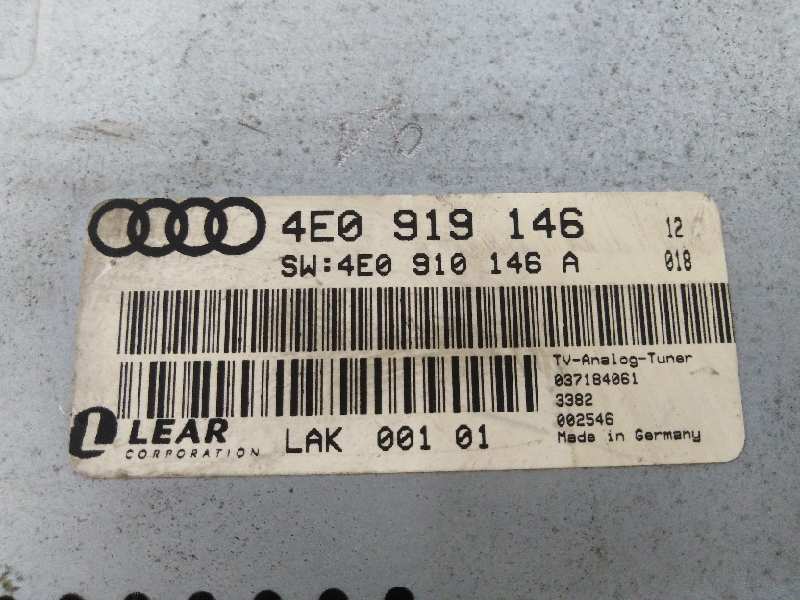 4E0 919 146 12
SW:4E0 910 146 A 018
TV-Analog-Tuner
037184061
3382
002546
Made in Germany
LEAR
CORPORATION
LAK 001 01